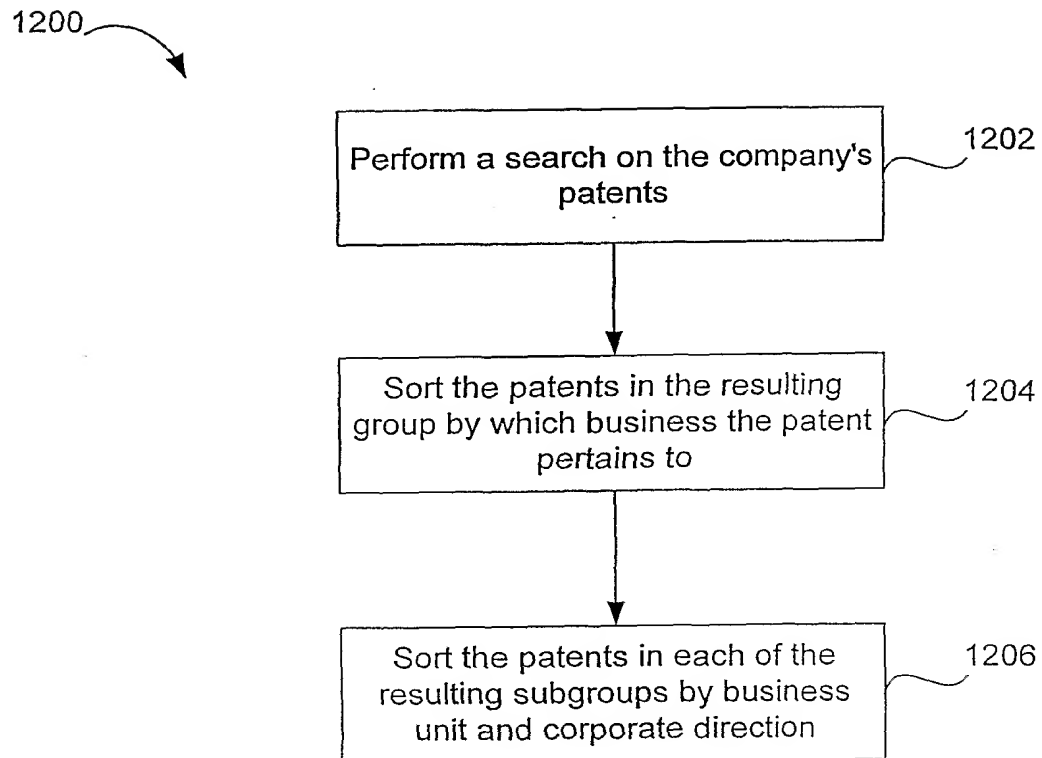 1200
Perform a search on the company's
patents
1202
Sort the patents in the resulting
group by which business the patent
pertains to
1204
Sort the patents in each of the
resulting subgroups by business
unit and corporate direction
1206